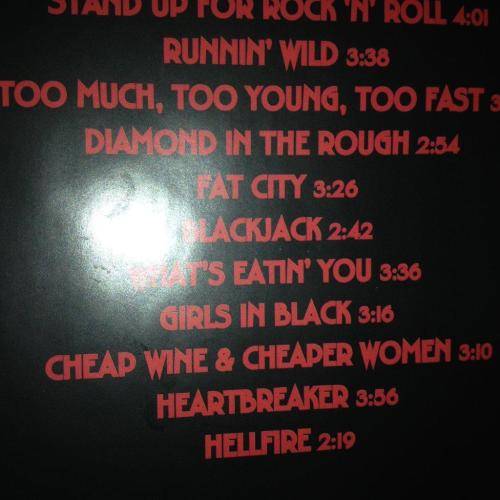 STAND UP FOR ROCK 'N' ROLL 4:01
RUNNIN' WILD 3:38
TOO MUCH, TOO YOUNG, TOO FAST 3
DIAMOND IN THE ROUGH 2:54
FAT CITY 3:26
BLACKJACK 2:42
WHAT'S EATIN' YOU 3:36
GIRLS IN BLACK 3:16
CHEAP WINE & CHEAPER WOMEN 3:10
HEARTBREAKER 3:56
HELLFIRE 2:19